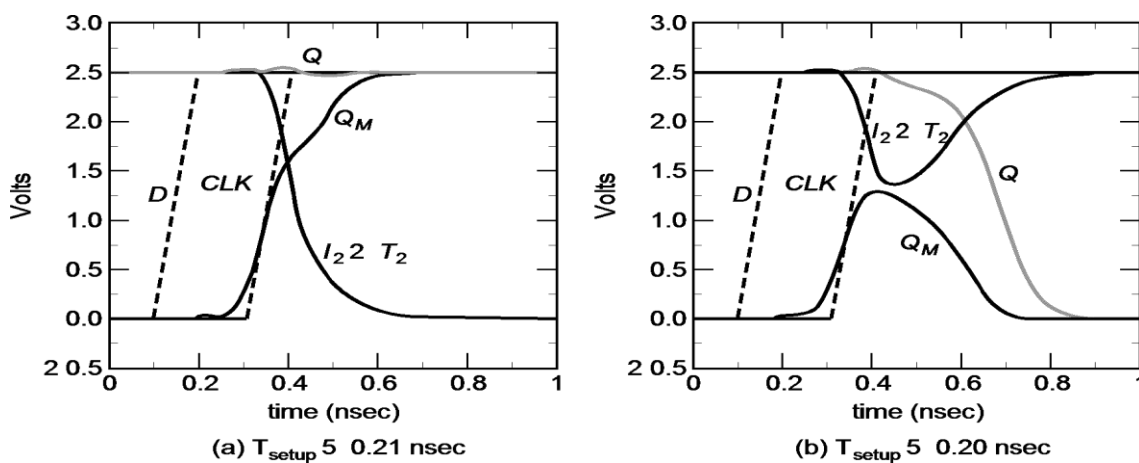 3.0
2.5
2.0
1.5
1.0
0.5
0.0
2 0.5
Volts
Q
Q_M
D
CLK
I_2 2 T_2
0
0.2
0.4
0.6
0.8
1
time (nsec)
(a) T_setup 5 0.21 nsec
3.0
2.5
2.0
1.5
1.0
0.5
0.0
2 0.5
Volts
I_2 2 T_2
Q
D
CLK
Q_M
0
0.2
0.4
0.6
0.8
1
time (nsec)
(b) T_setup 5 0.20 nsec